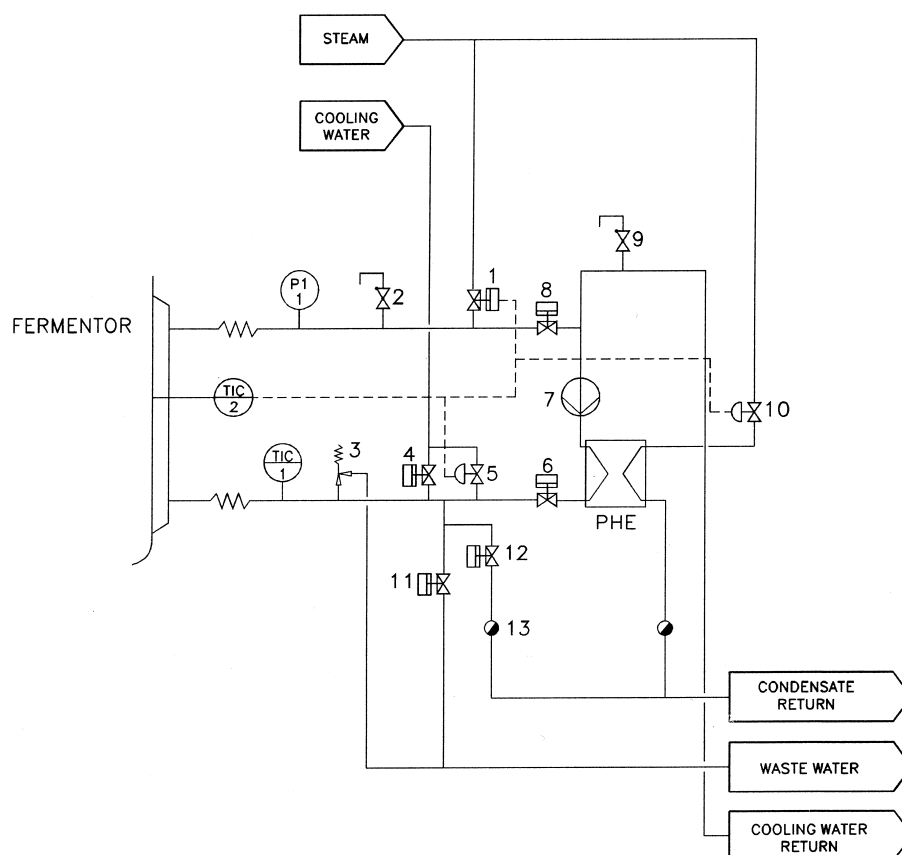 STEAM
COOLING
WATER
9
1
8
P1
1
2
FERMENTOR
7
TIC
2
10
3
TIC
1
4
5
6
PHE
12
11
13
CONDENSATE
RETURN
WASTE WATER
COOLING WATER
RETURN